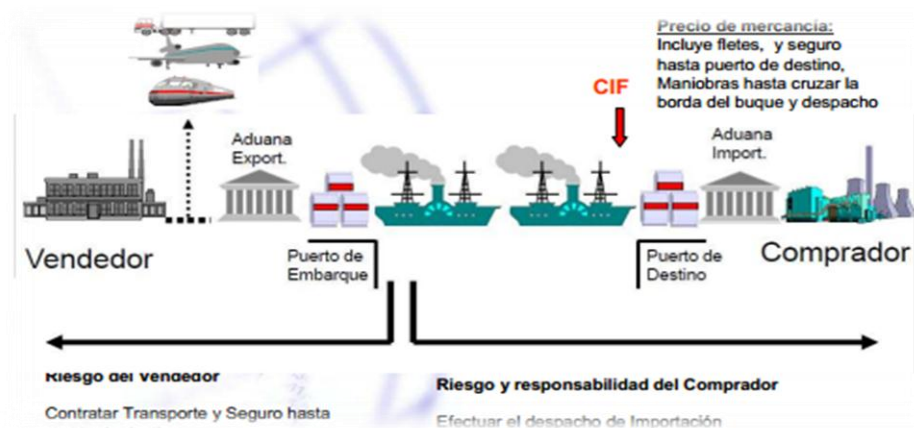 Precio de mercancía:
Incluye fletes, y seguro
hasta puerto de destino,
Maniobras hasta cruzar la
borda del buque y despacho
CIF
Aduana
Export.
Aduana
Import.
Vendedor
Puerto de
Embarque
Puerto de
Destino
Comprador
Riesgo del Vendedor
Contratar Transporte y Seguro hasta
Riesgo y responsabilidad del Comprador
Efectuar el despacho de Importación